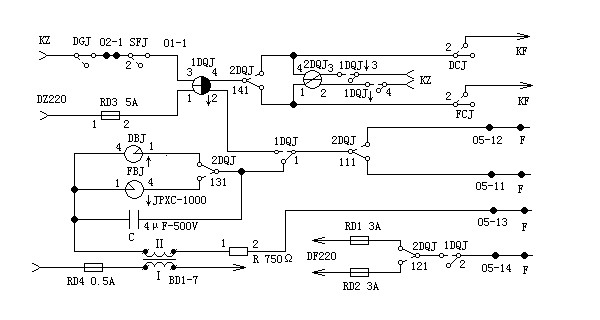 KZ DGJ 02-1 SFJ 01-1
2
1DQJ
3 4
1 2
2DQJ
141
2DQJ
4 3
1 2
1DQJ 3
1DQJ 4
KZ
2
DCJ
KF
2
FCJ
KF
DZ220 RD3 5A
1 2
DBJ
4 1
FBJ
1 4
JPXC-1000
2DQJ
131
1DQJ
1
2DQJ
111
05-12 F
05-11 F
4μF-500V
C
05-13 F
II
1 2
R 750Ω
I
BD1-7
RD4 0.5A
RD1 3A
DF220
RD2 3A
2DQJ
121
1DQJ
2
05-14 F